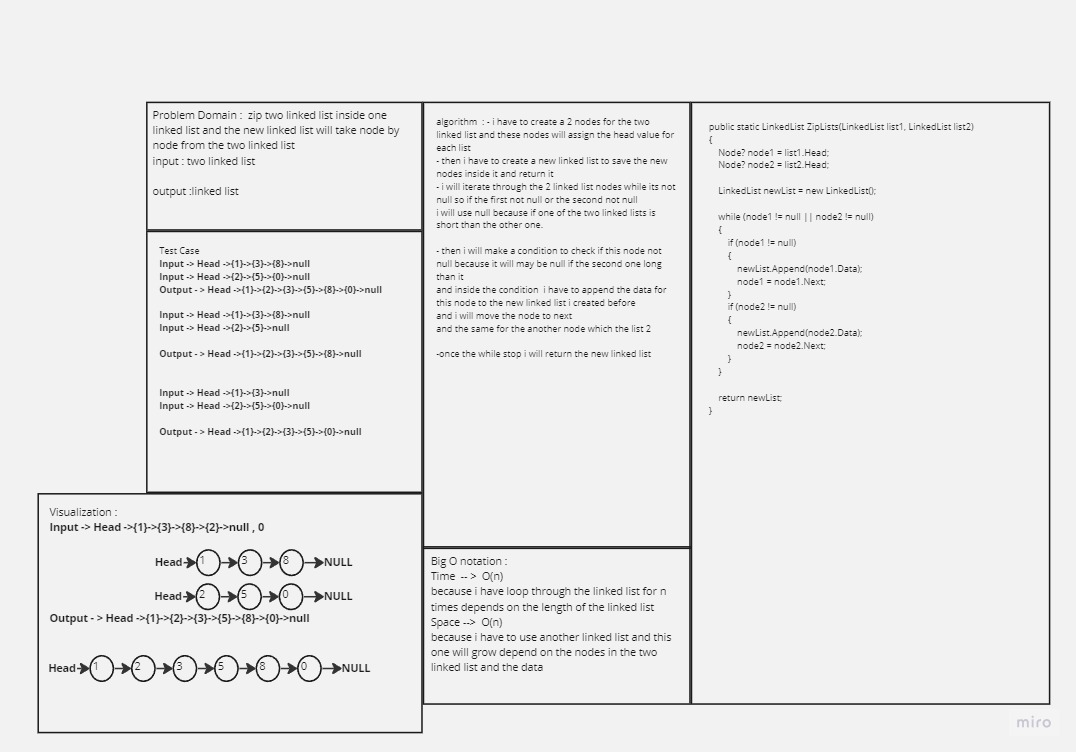 Problem Domain :  zip two linked list inside one
linked list and the new linked list will take node by
node from the two linked list
input : two linked list
output :linked list
Test Case
Input -> Head ->{1}->{3}->{8}->null
Input -> Head ->{2}->{5}->{0}->null
Output - > Head ->{1}->{2}->{3}->{5}->{8}->{0}->null
Input -> Head ->{1}->{3}->{8}->null
Input -> Head ->{2}->{5}->null
Output - > Head ->{1}->{2}->{3}->{5}->{8}->null
Input -> Head ->{1}->{3}->null
Input -> Head ->{2}->{5}->{0}->null
Output - > Head ->{1}->{2}->{3}->{5}->{0}->null
Visualization :
Input -> Head ->{1}->{3}->{8}->{2}->null , 0
Head 1 3 8 NULL
Head 2 5 0 NULL
Output - > Head ->{1}->{2}->{3}->{5}->{8}->{0}->null
Head 1 2 3 5 8 0 NULL
algorithm  : - i have to create a 2 nodes for the two
linked list and these nodes will assign the head value for
each list
- then i have to create a new linked list to save the new
nodes inside it and return it
- i will iterate through the 2 linked list nodes while its not
null so if the first not null or the second not null
i will use null because if one of the two linked lists is
short than the other one.
- then i will make a condition to check if this node not
null because it will may be null if the second one long
than it
and inside the condition  i have to append the data for
this node to the new linked list i created before
and i will move the node to next
and the same for the another node which the list 2
-once the while stop i will return the new linked list
Big O notation :
Time  -- >  O(n)
because i have loop through the linked list for n
times depends on the length of the linked list
Space -->  O(n)
because i have to use another linked list and this
one will grow depend on the nodes in the two
linked list and the data
public static LinkedList ZipLists(LinkedList list1, LinkedList list2)
{
Node? node1 = list1.Head;
Node? node2 = list2.Head;
LinkedList newList = new LinkedList();
while (node1 != null || node2 != null)
{
if (node1 != null)
{
newList.Append(node1.Data);
node1 = node1.Next;
}
if (node2 != null)
{
newList.Append(node2.Data);
node2 = node2.Next;
}
}
return newList;
}
miro